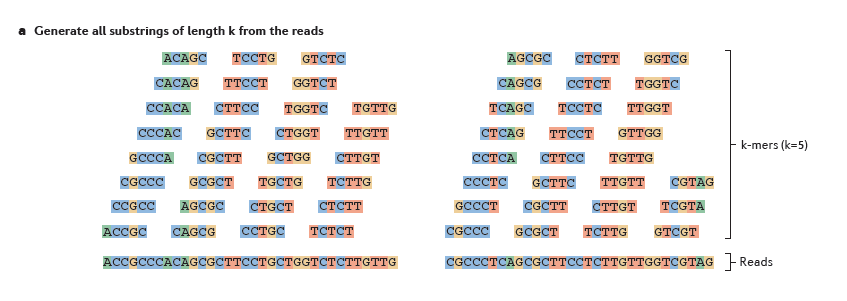 a Generate all substrings of length k from the reads
ACAGC TCCTG GTCTC AGCGC CTCTT GGTCG
CACAG TTCCT GGTCT CAGCG CCTCT TGGTC
CCACA CTTCC TGGTC TGTTG TCAGC TCCTC TTGGT
CCCAC GCTTC CTGGT TTGTT CTCAG TTCCT GTTGG
GCCCA CGCTT GCTGG CTTGT CCTCA CTTCC TGTTG
CGCCC GCGCT TGCTG TCTTG CCCTC GCTTC TTGTT CGTAG
CCGCC AGCGC CTGCT CTCTT GCCCT CGCTT CTTGT TCGTA
ACCGC CAGCG CCTGC TCTCT CGCCC GCGCT TCTTG GTCGT
k-mers (k=5)
ACCGCCCACAGCGCTTCCTGCTGGTCTCTTGTTG CGCCCTCAGCGCTTCCTCTTGTTGGTCGTAG Reads